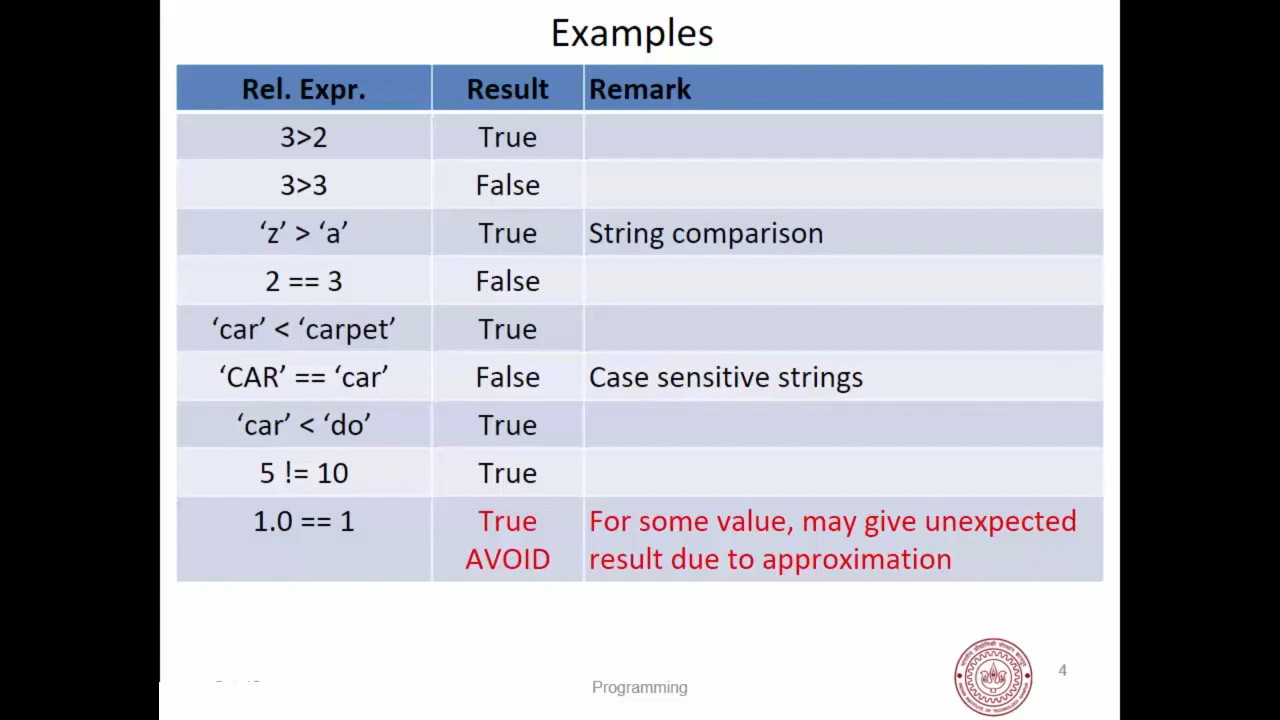 Examples
Rel. Expr. Result Remark
3>2 True
3>3 False
‘z’ > ‘a’ True String comparison
2 == 3 False
‘car’ < ‘carpet’ True
‘CAR’ == ‘car’ False Case sensitive strings
‘car’ < ‘do’ True
5 != 10 True
1.0 == 1 True For some value, may give unexpected
AVOID result due to approximation
Programming
4